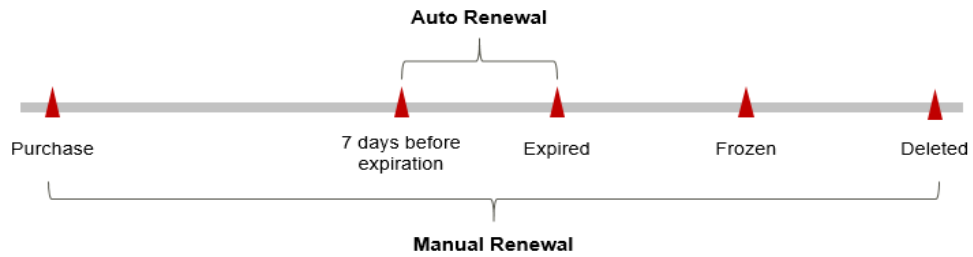 Auto Renewal
Purchase
7 days before
expiration
Expired
Frozen
Deleted
Manual Renewal